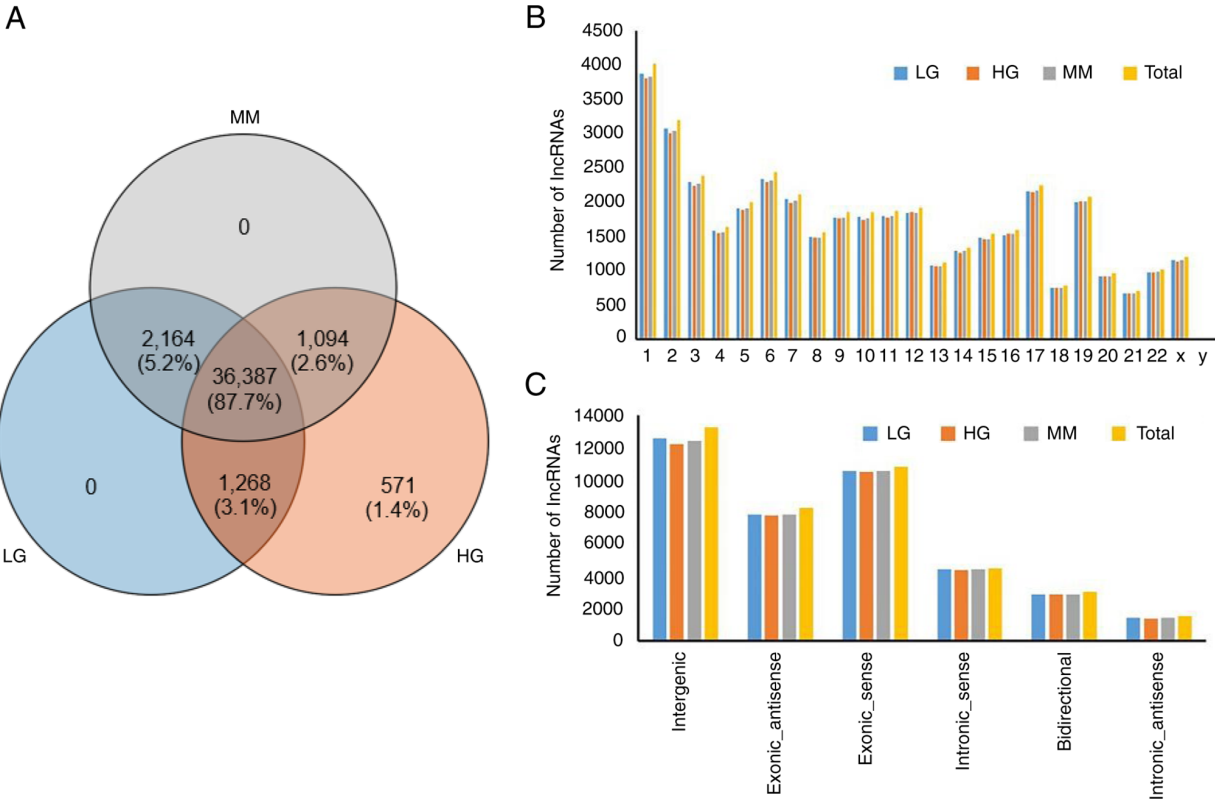 A
MM
0
2,164
(5.2%)
1,094
(2.6%)
36,387
(87.7%)
0
1,268
(3.1%)
571
(1.4%)
LG
HG
B
Number of lncRNAs
4500
4000
3500
3000
2500
2000
1500
1000
500
0
LG HG MM Total
1 2 3 4 5 6 7 8 9 10 11 12 13 14 15 16 17 18 19 20 21 22 x y
C
Number of lncRNAs
14000
12000
10000
8000
6000
4000
2000
0
LG HG MM Total
Intergenic
Exonic_antisense
Exonic_sense
Intronic_sense
Bidirectional
Intronic_antisense